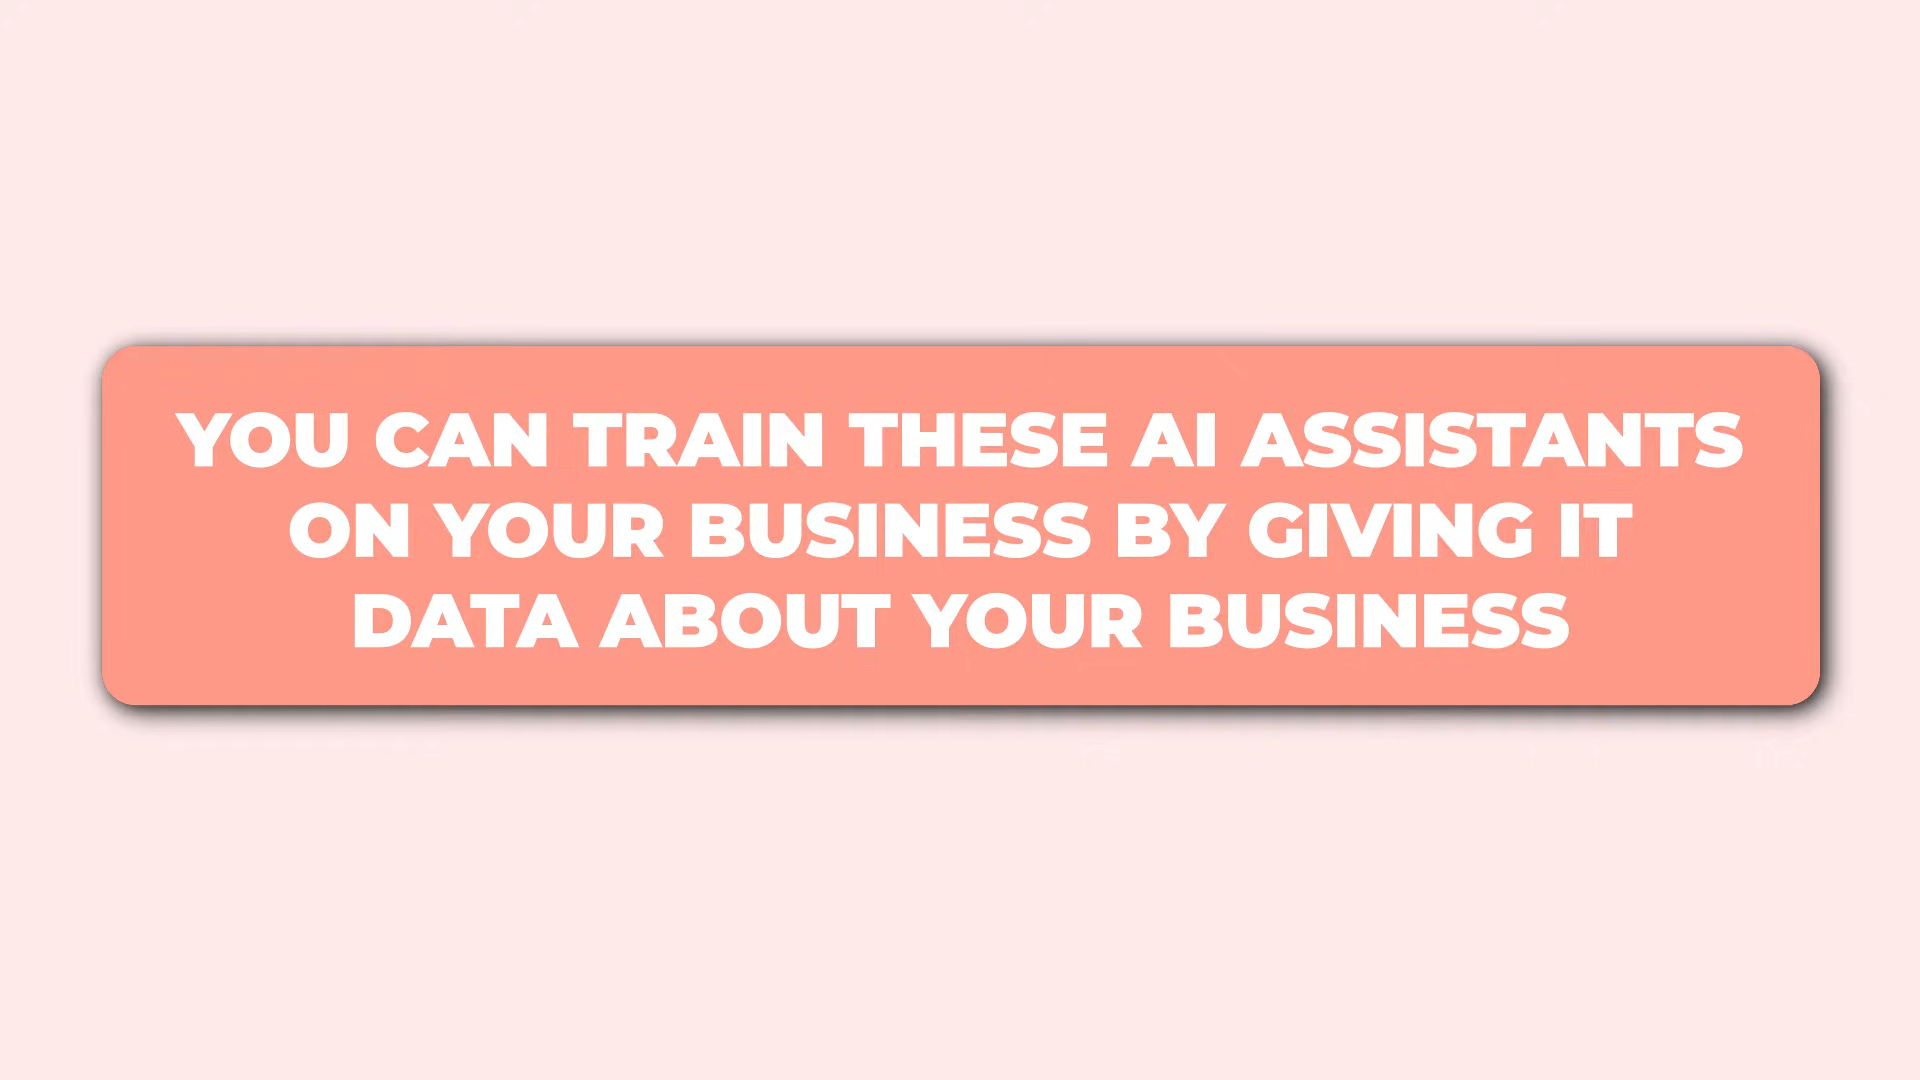 YOU CAN TRAIN THESE AI ASSISTANTS
ON YOUR BUSINESS BY GIVING IT
DATA ABOUT YOUR BUSINESS